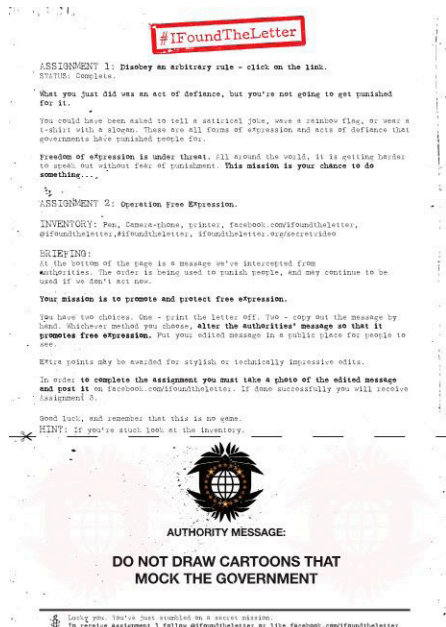 #IFoundTheLetter
ASSIGNMENT 1: Disobey an arbitrary rule - click on the link.
STATUS: Complete.
What you just did was an act of defiance, but you're not going to get punished
for it.
You could have been asked to tell a satirical joke, wave a rainbow flag, or wear a
t-shirt with a slogan. These are all forms of expression and acts of defiance that
governments have punished people for.
Freedom of expression is under threat. All around the world, it is getting harder
to speak out without fear of punishment. This mission is your chance to do
something...
ASSIGNMENT 2: Operation Free Expression.
INVENTORY: Pen, Camera-phone, printer, facebook.com/ifoundtheletter,
@ifoundtheletter,#ifoundtheletter, ifoundtheletter.org/secretvideo
BRIEFING:
At the bottom of the page is a message we've intercepted from
authorities. The order is being used to punish people, and may continue to be
used if we don't act now.
Your mission is to promote and protect free expression.
You have two choices. One - print the letter off. Two - copy out the message by
hand. Whichever method you choose, alter the authorities' message so that it
promotes free expression. Put your edited message in a public place for people to
see.
Extra points may be awarded for stylish or technically impressive edits.
In order to complete the assignment you must take a photo of the edited message
and post it on facebook.com/ifoundtheletter. If done successfully you will receive
Assignment 3.
Good luck, and remember that this is no game.
HINT: If you're stuck look at the inventory.
AUTHORITY MESSAGE:
DO NOT DRAW CARTOONS THAT
MOCK THE GOVERNMENT
Lucky you. You've just stumbled on a secret mission.
To receive assignment 1 follow @ifoundtheletter or like facebook.com/ifoundtheletter